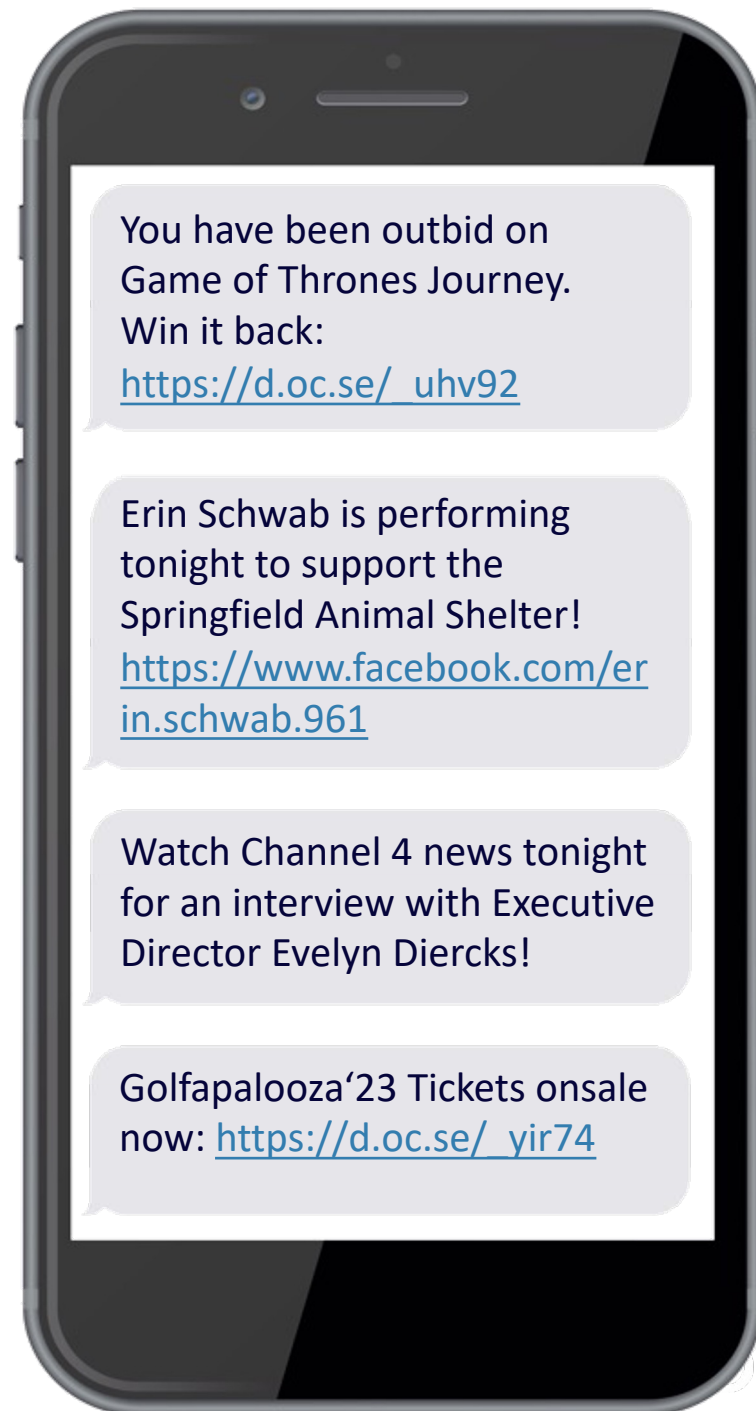 You have been outbid on
Game of Thrones Journey.
Win it back:
https://d.oc.se/_uhv92
Erin Schwab is performing
tonight to support the
Springfield Animal Shelter!
https://www.facebook.com/er
in.schwab.961
Watch Channel 4 news tonight
for an interview with Executive
Director Evelyn Diercks!
Golfapalooza‘23 Tickets onsale
now: https://d.oc.se/_yir74